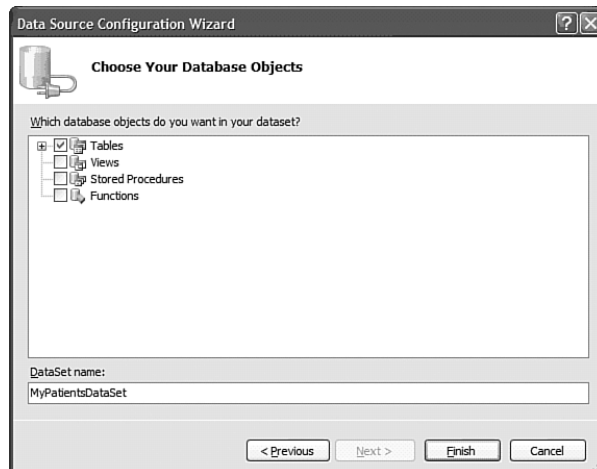 Data Source Configuration Wizard
Choose Your Database Objects
Which database objects do you want in your dataset?
Tables
Views
Stored Procedures
Functions
DataSet name:
MyPatientsDataSet
< Previous Next > Finish Cancel